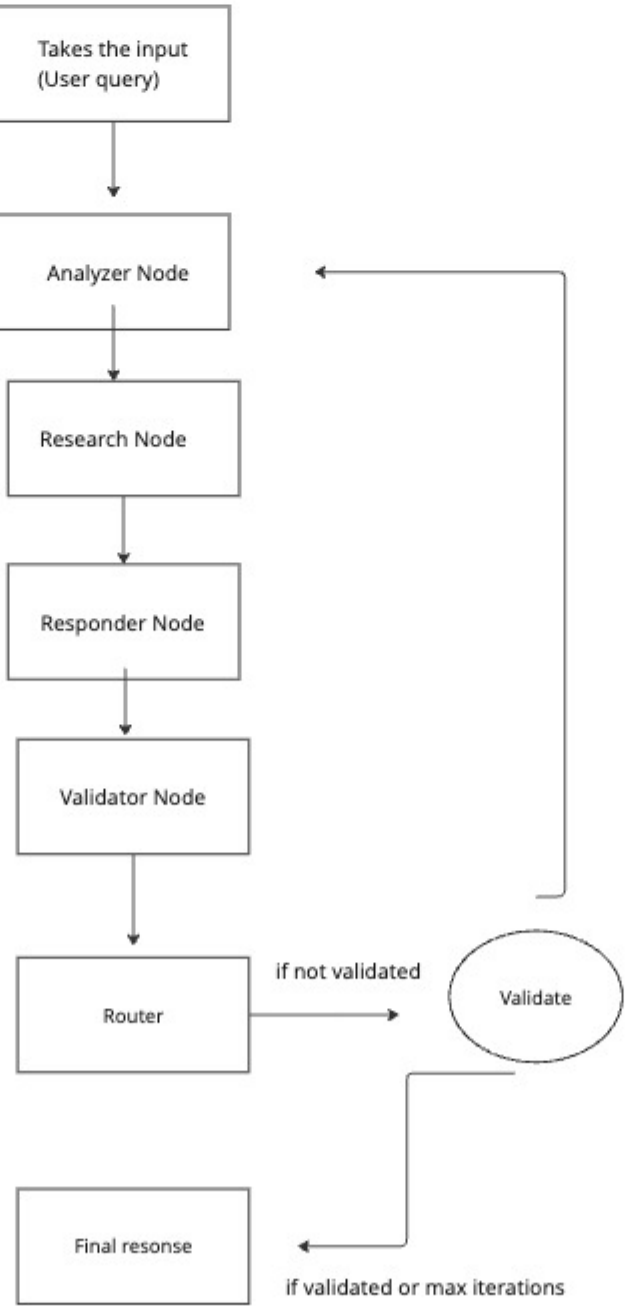 Takes the input
(User query)
Analyzer Node
Research Node
Responder Node
Validator Node
if not validated
Router
Validate
Final resonse
if validated or max iterations